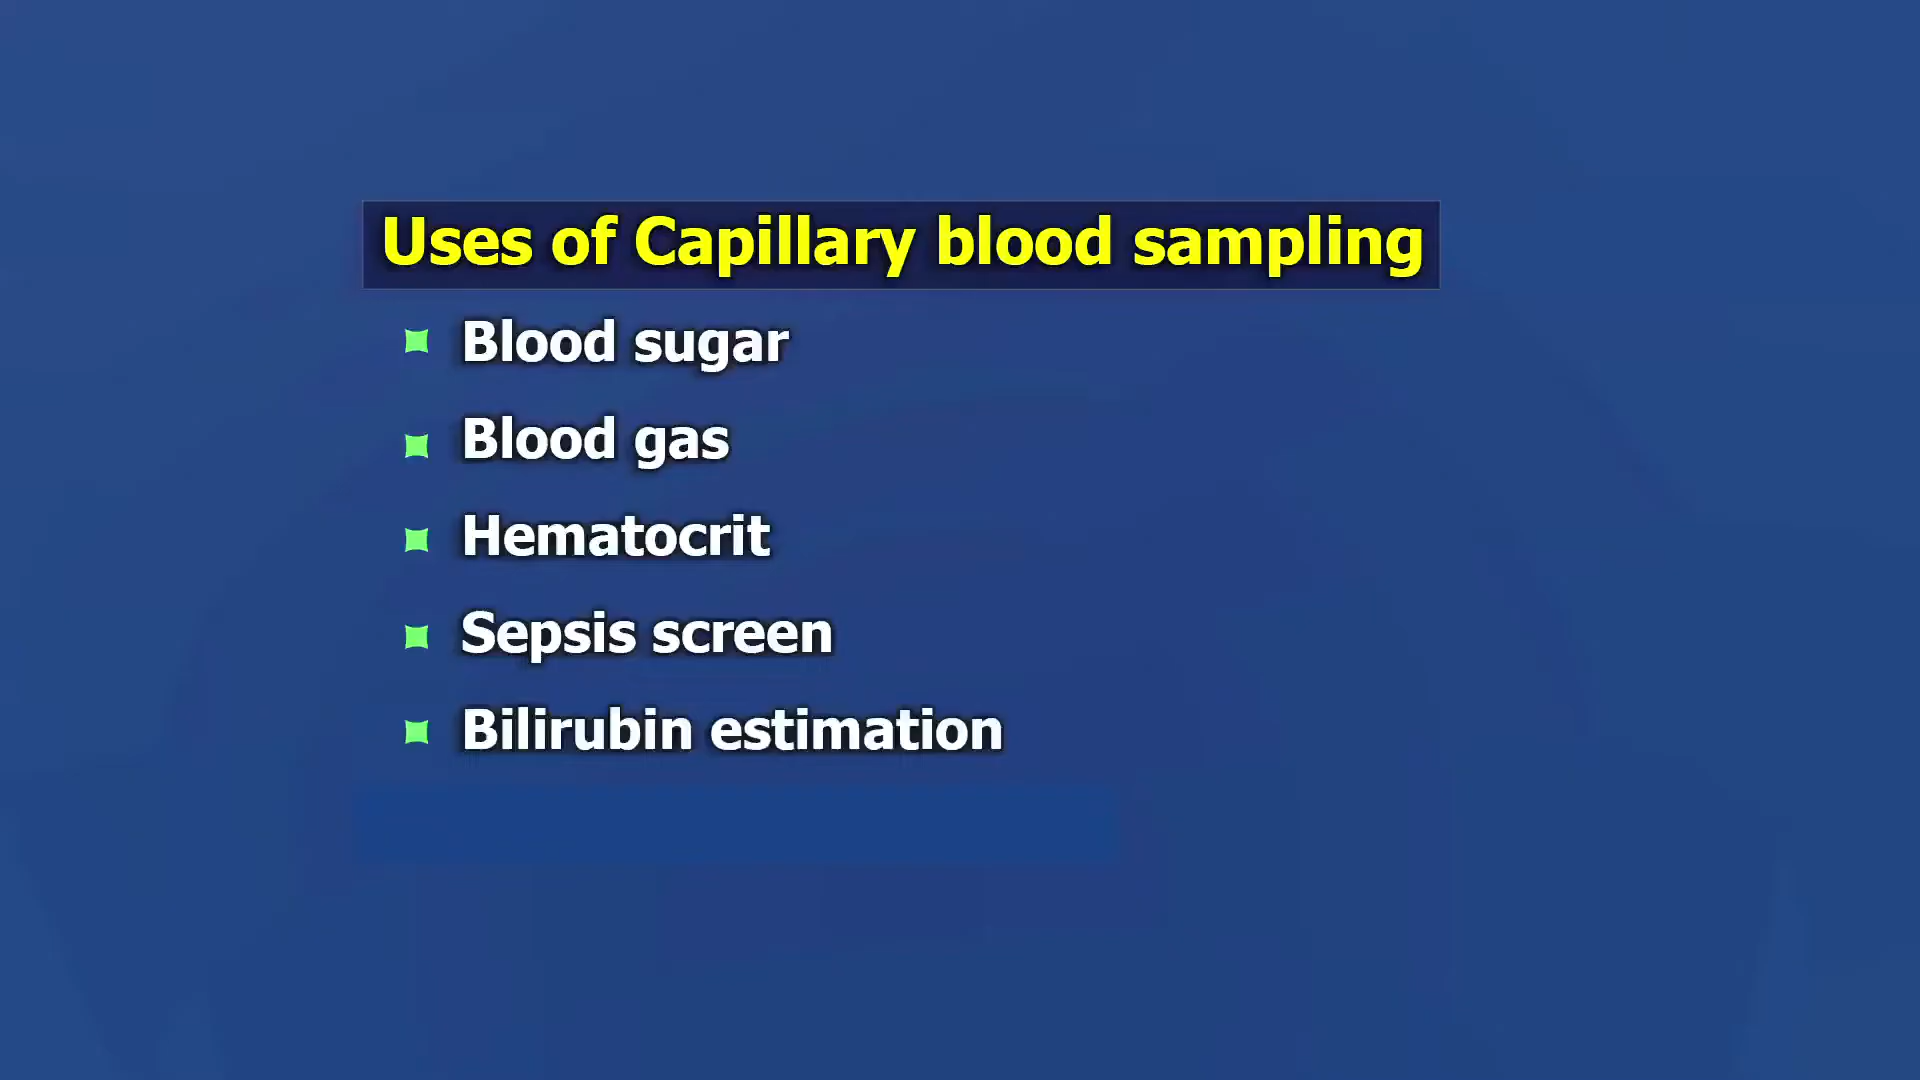 Uses of Capillary blood sampling
Blood sugar
Blood gas
Hematocrit
Sepsis screen
Bilirubin estimation